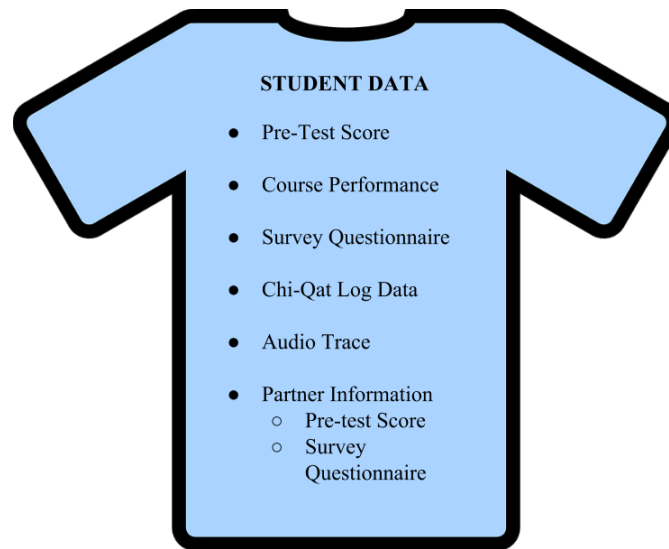 STUDENT DATA
● Pre-Test Score
● Course Performance
● Survey Questionnaire
● Chi-Qat Log Data
● Audio Trace
● Partner Information
○ Pre-test Score
○ Survey
Questionnaire